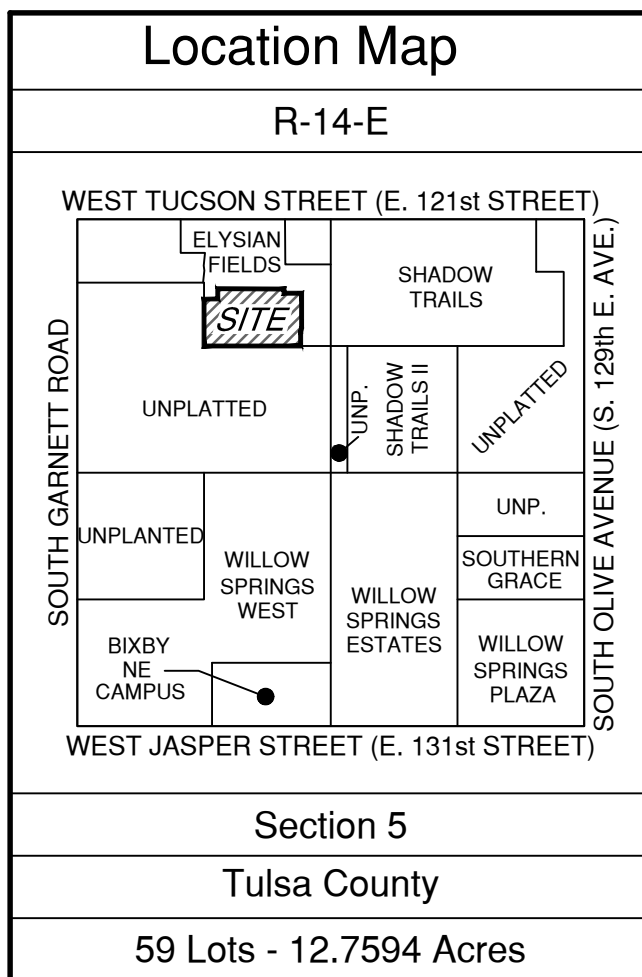 Location Map
R-14-E
WEST TUCSON STREET (E. 121st STREET)
ELYSIAN
FIELDS
SHADOW
TRAILS
SITE
SOUTH GARNETT ROAD
SOUTH OLIVE AVENUE (S. 129th E. AVE.)
UNPLATTED
UNP.
SHADOW
TRAILS II
UNPLATTED
UNPLANTED
WILLOW
SPRINGS
WEST
WILLOW
SPRINGS
ESTATES
UNP.
SOUTHERN
GRACE
BIXBY
NE
CAMPUS
WILLOW
SPRINGS
PLAZA
WEST JASPER STREET (E. 131st STREET)
Section 5
Tulsa County
59 Lots - 12.7594 Acres